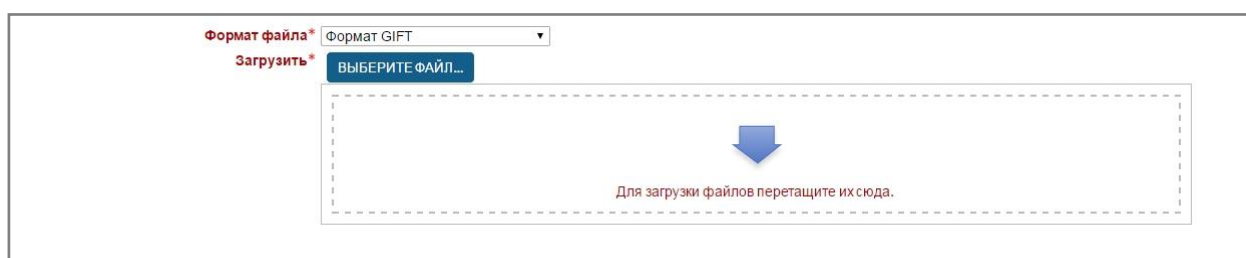 Формат файла* Формат GIFT
Загрузить* ВЫБЕРИТЕ ФАЙЛ...
Для загрузки файлов перетащите их сюда.